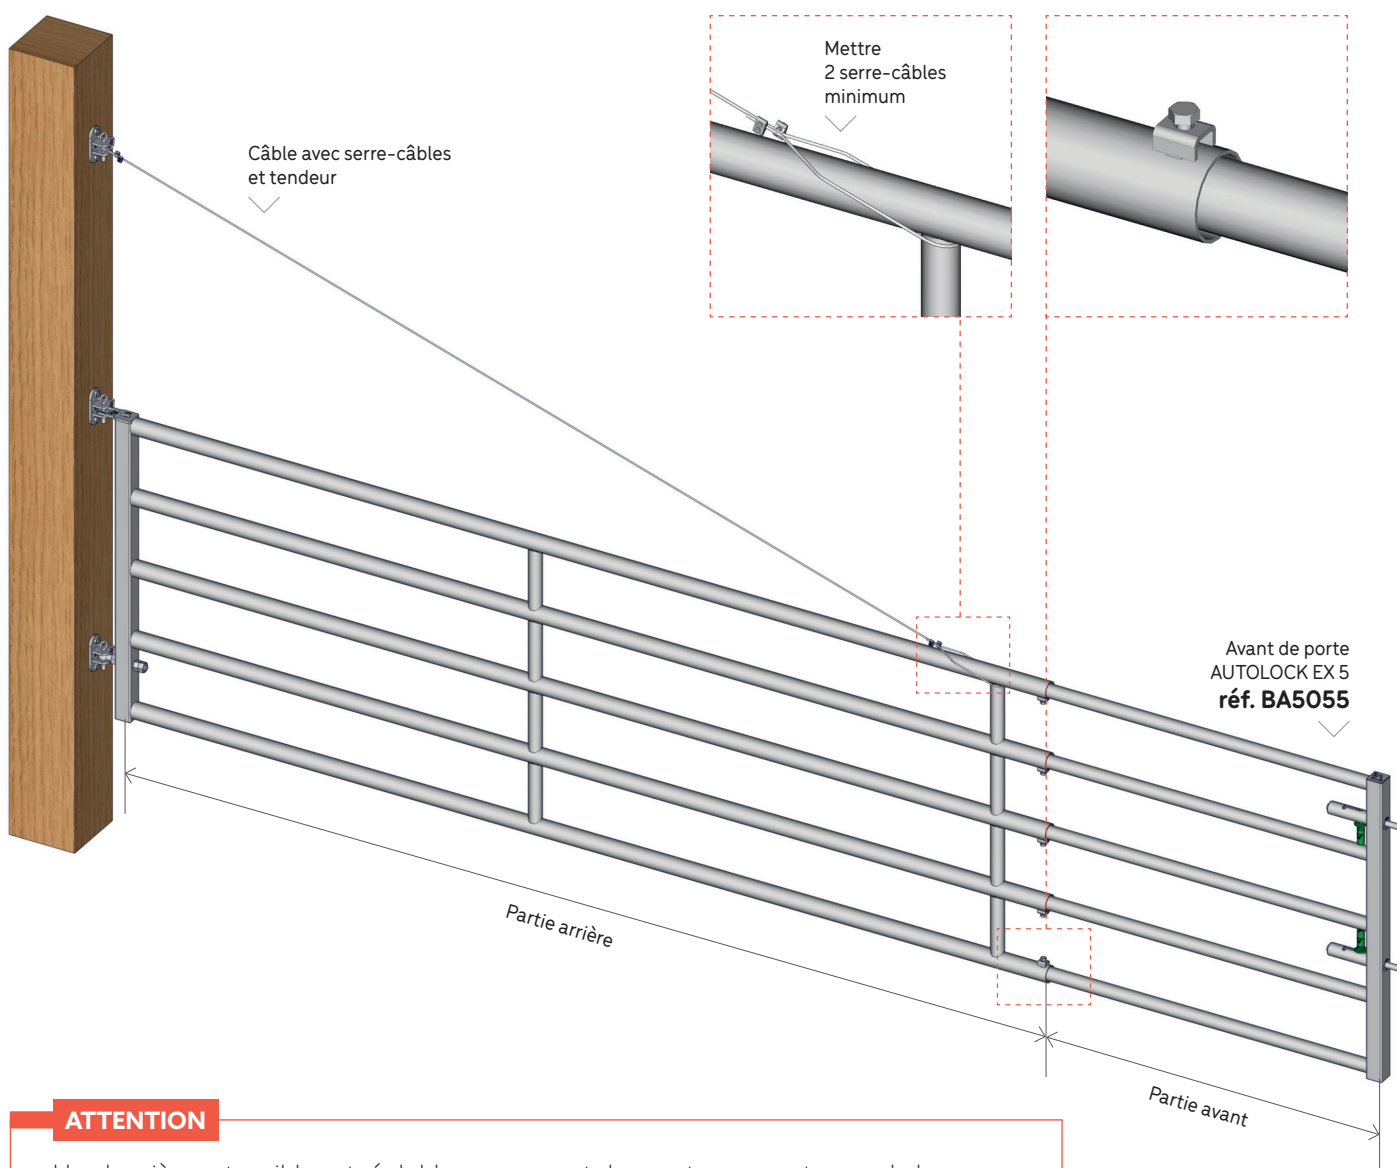 Mettre
2 serre-câbles
minimum
Câble avec serre-câbles
et tendeur
Avant de porte
AUTOLOCK EX 5
réf. BA5055
Partie arrière
Partie avant
ATTENTION